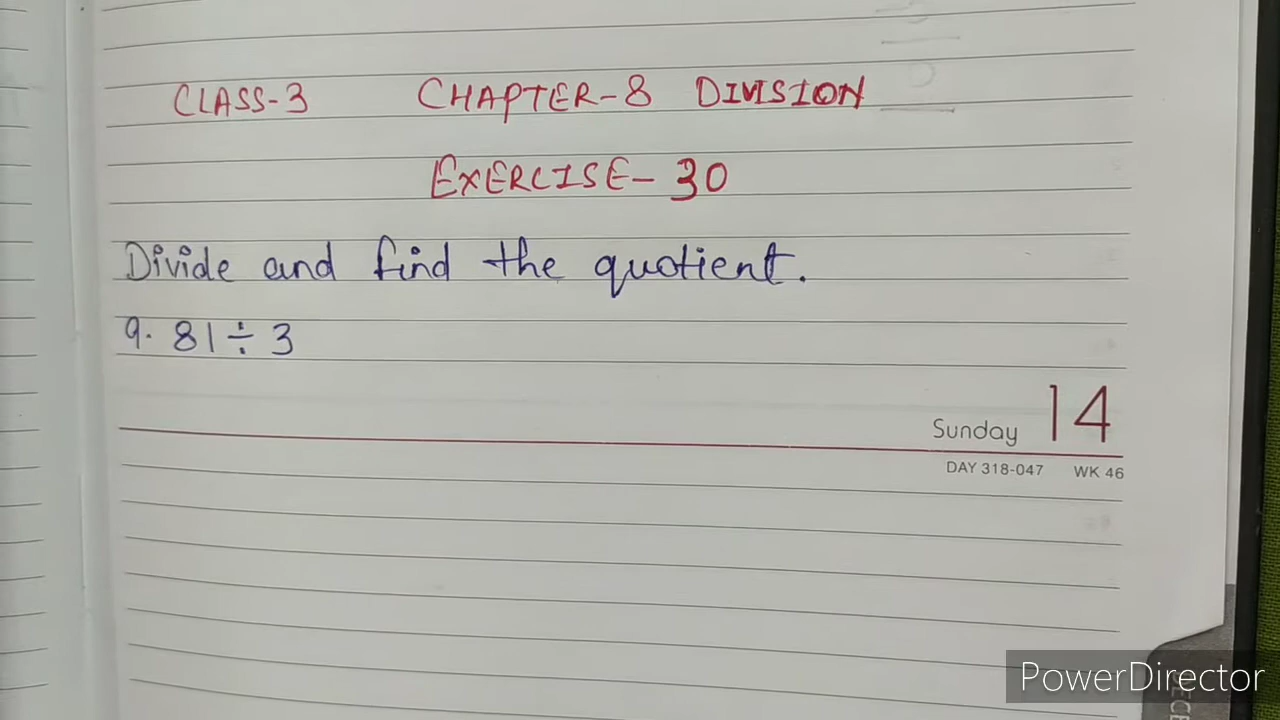 CLASS-3 CHAPTER-8 DIVISION
EXERCISE-30
Divide and find the quotient.
9. 81÷3
Sunday 14
DAY 318-047 WK 46
PowerDirector